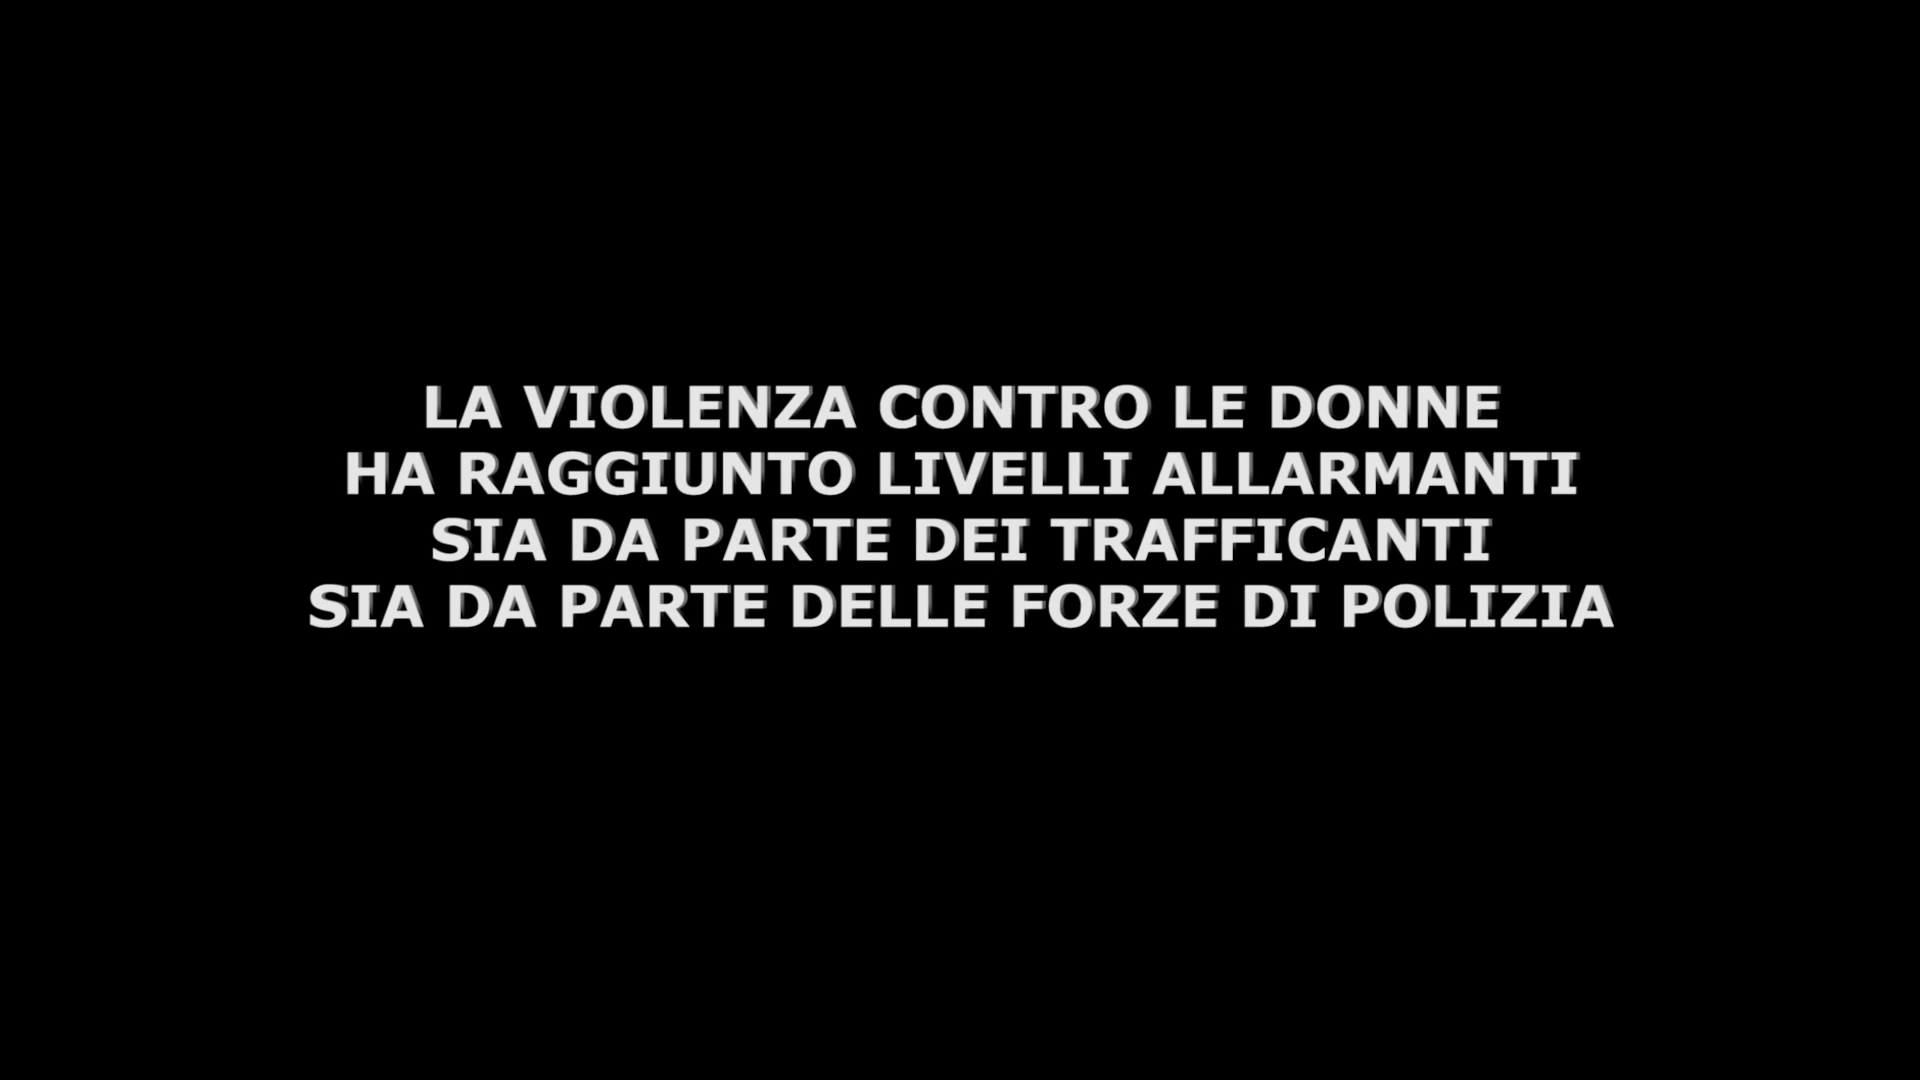 LA VIOLENZA CONTRO LE DONNE
HA RAGGIUNTO LIVELLI ALLARMANTI
SIA DA PARTE DEI TRAFFICANTI
SIA DA PARTE DELLE FORZE DI POLIZIA